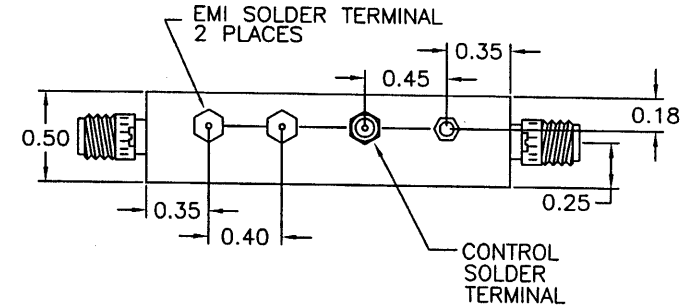 EMI SOLDER TERMINAL
2 PLACES
0.35
0.45
0.18
0.50
0.25
0.35
0.40
CONTROL
SOLDER
TERMINAL